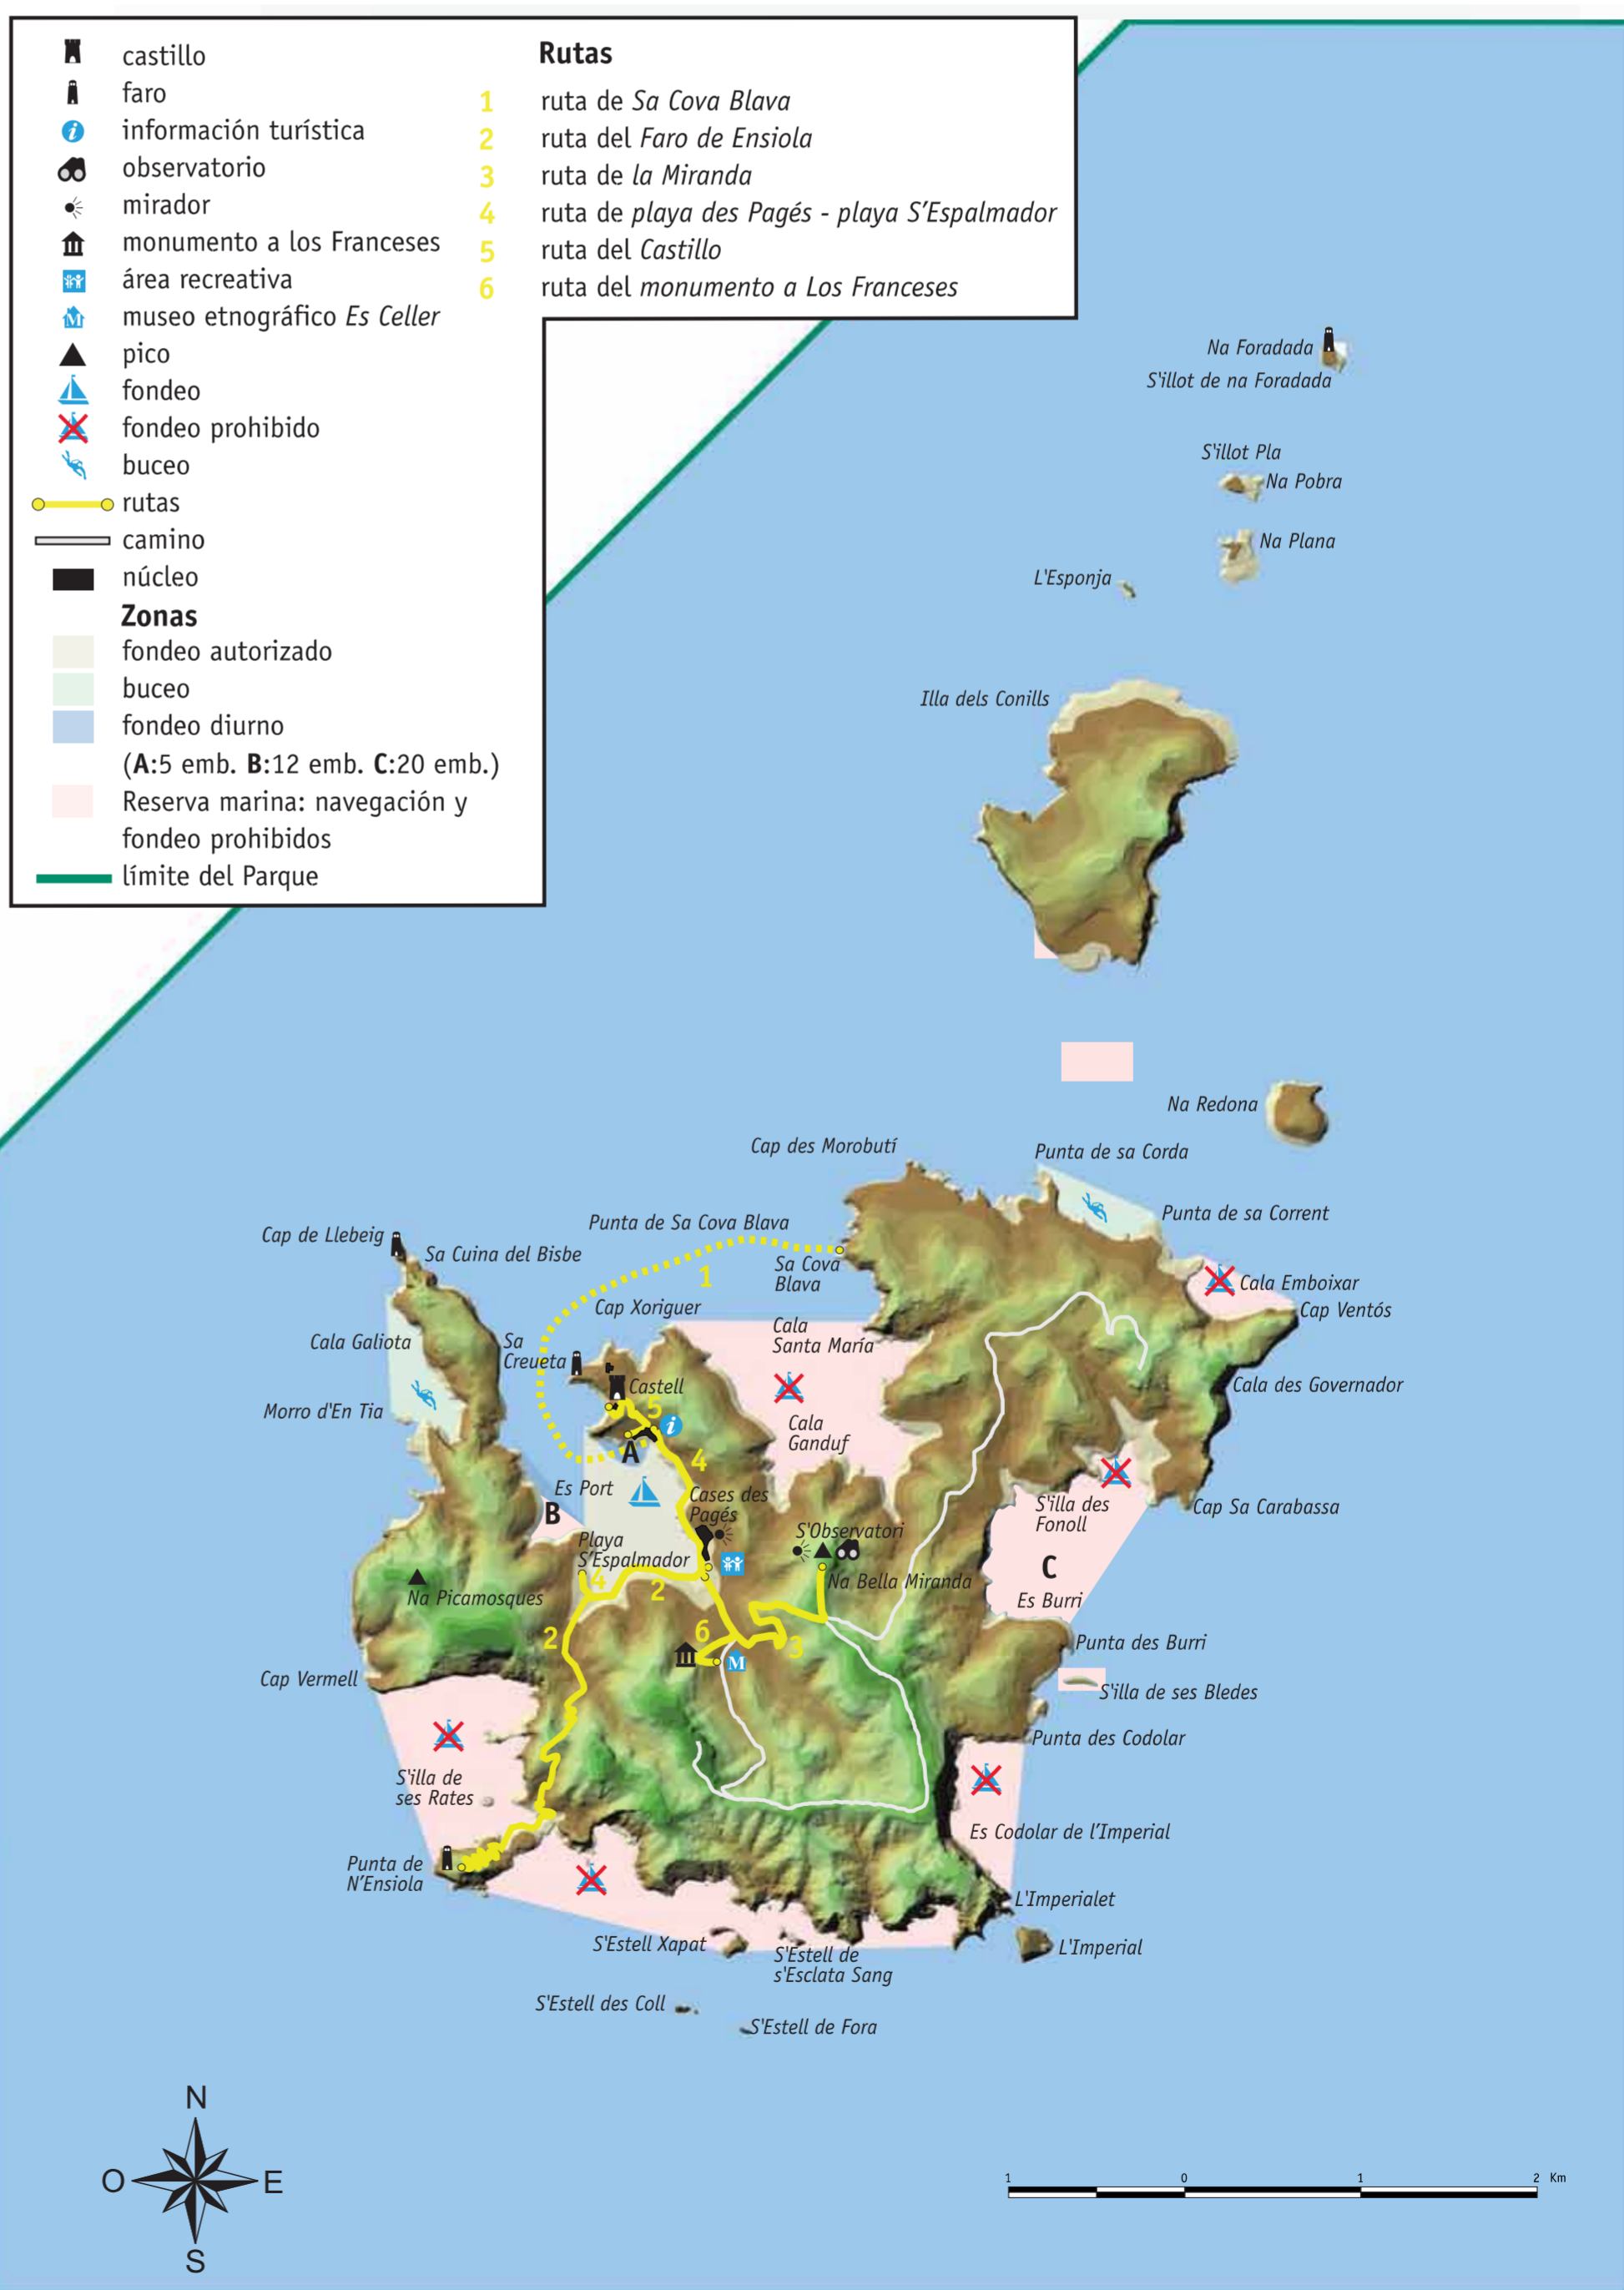 castillo
faro
información turística
observatorio
mirador
monumento a los Franceses
área recreativa
museo etnográfico Es Celler
pico
fondeo
fondeo prohibido
buceo
rutas
camino
núcleo
Zonas
fondeo autorizado
buceo
fondeo diurno
(A:5 emb. B:12 emb. C:20 emb.)
Reserva marina: navegación y
fondeo prohibidos
límite del Parque
Rutas
1 ruta de Sa Cova Blava
2 ruta del Faro de Ensiola
3 ruta de la Miranda
4 ruta de playa des Pagés - playa S'Espalmador
5 ruta del Castillo
6 ruta del monumento a Los Franceses
Na Foradada
S'illot de na Foradada
S'illot Pla
Na Pobra
Na Plana
L'Esponja
Illa dels Conills
Na Redona
Cap des Morobutí
Punta de sa Corda
Punta de sa Corrent
Punta de Sa Cova Blava
Cap de Llebeig
Sa Cuina del Bisbe
Sa Cova
Blava
1
Cala Emboixar
Cap Ventós
Cap Xoriguer
Cala
Santa María
Cala Galiota
Sa
Creueta
Castell
Cala des Governador
Morro d'En Tia
5
i
Cala
Ganduf
A
4
Es Port
Cases des
Pagés
S'illa des
Fonoll
Cap Sa Carabassa
B
Playa
S'Espalmador
S'Observatori
C
Na Bella Miranda
Na Picamosques
4
2
Es Burri
2
6
3
M
Punta des Burri
Cap Vermell
S'illa de ses Bledes
Punta des Codolar
S'illa de
ses Rates
Es Codolar de l'Imperial
Punta de
N'Ensiola
L'Imperialet
S'Estell Xapat
S'Estell de
s'Esclata Sang
L'Imperial
S'Estell des Coll
S'Estell de Fora
N
O
E
S
1 0 1 2 Km